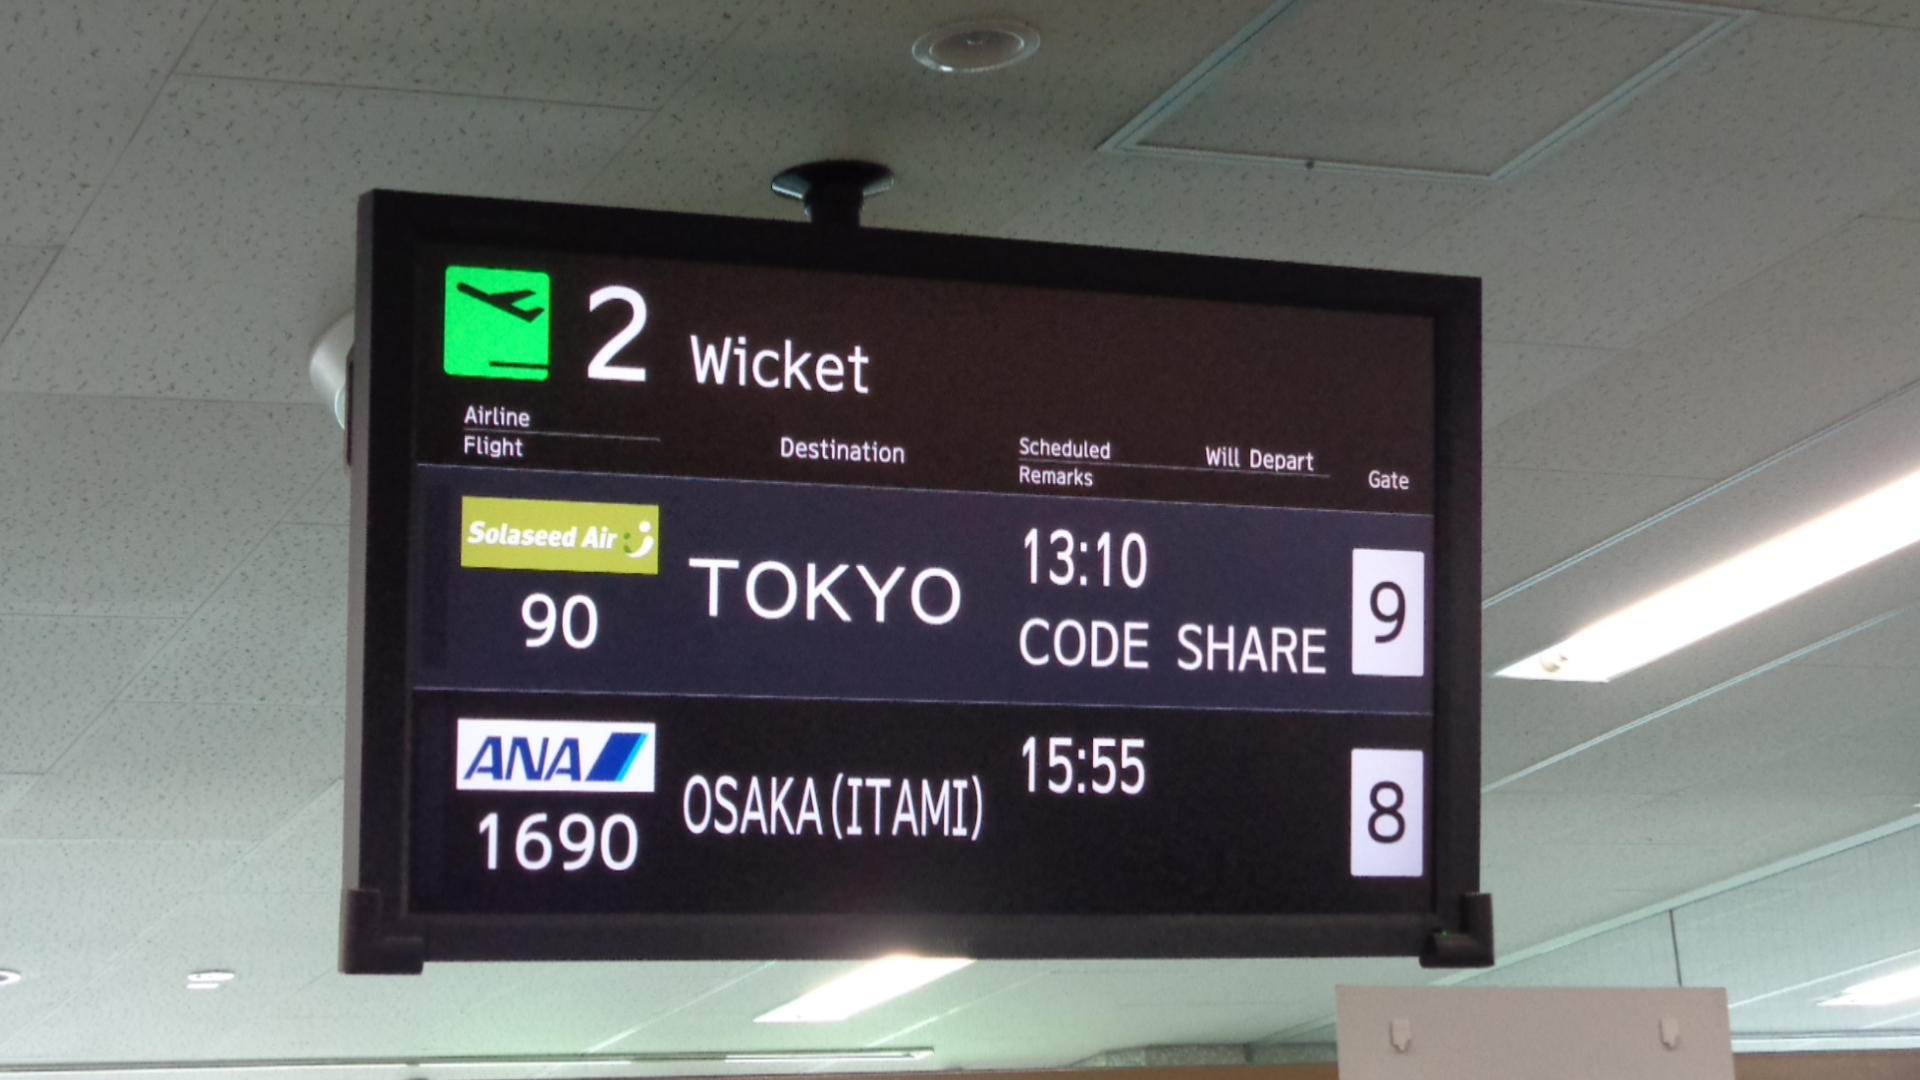 2 Wicket
Airline
Flight
Destination
Scheduled
Remarks
Will Depart
Gate
Solaseed Air
90
TOKYO
13:10
CODE SHARE
9
ANA
1690
OSAKA(ITAMI)
15:55
8